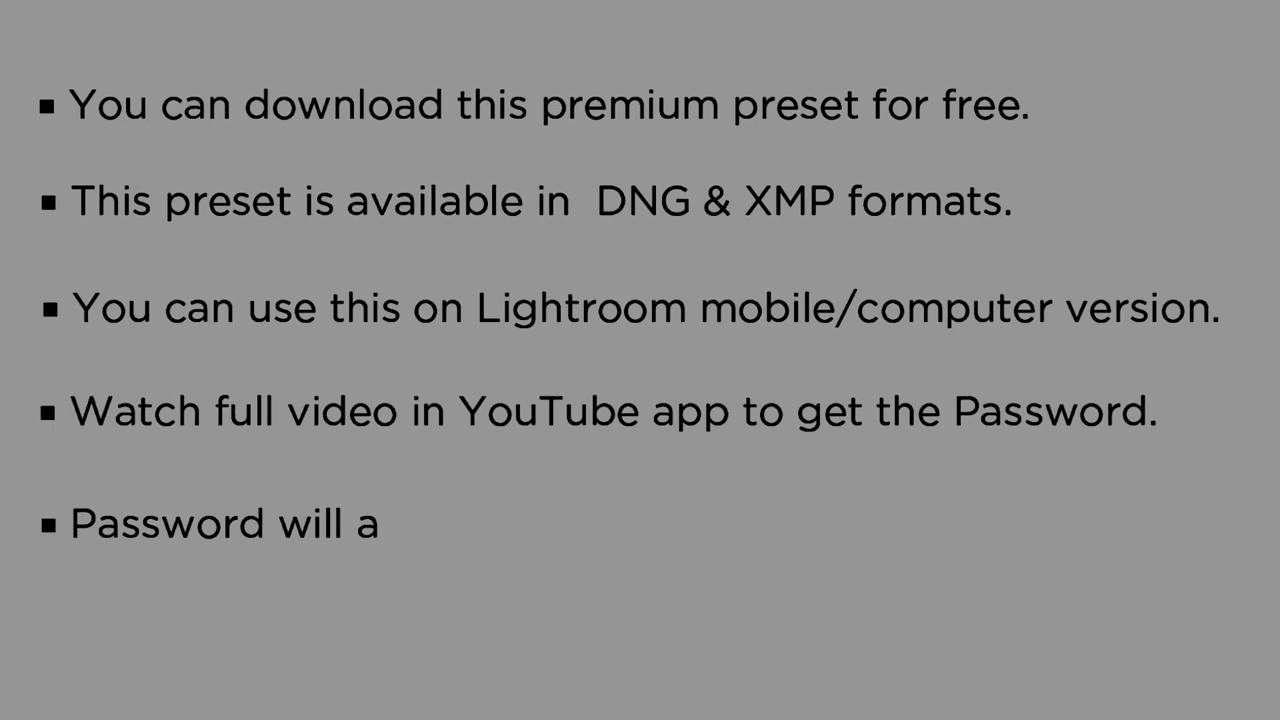 ▪ You can download this premium preset for free.
▪ This preset is available in  DNG & XMP formats.
▪ You can use this on Lightroom mobile/computer version.
▪ Watch full video in YouTube app to get the Password.
▪ Password will a